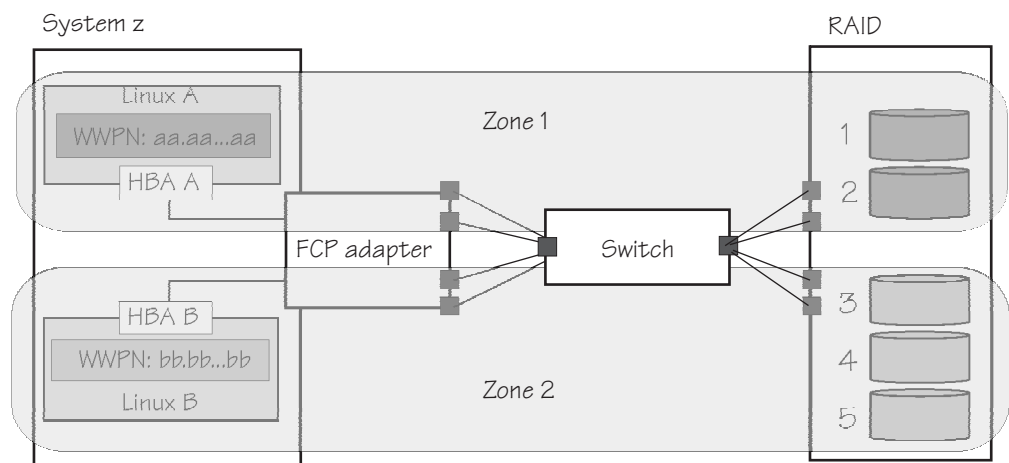 System z
RAID
Linux A
WWPN: aa.aa...aa
HBA A
Zone 1
1
2
FCP adapter
Switch
HBA B
WWPN: bb.bb...bb
Linux B
Zone 2
3
4
5